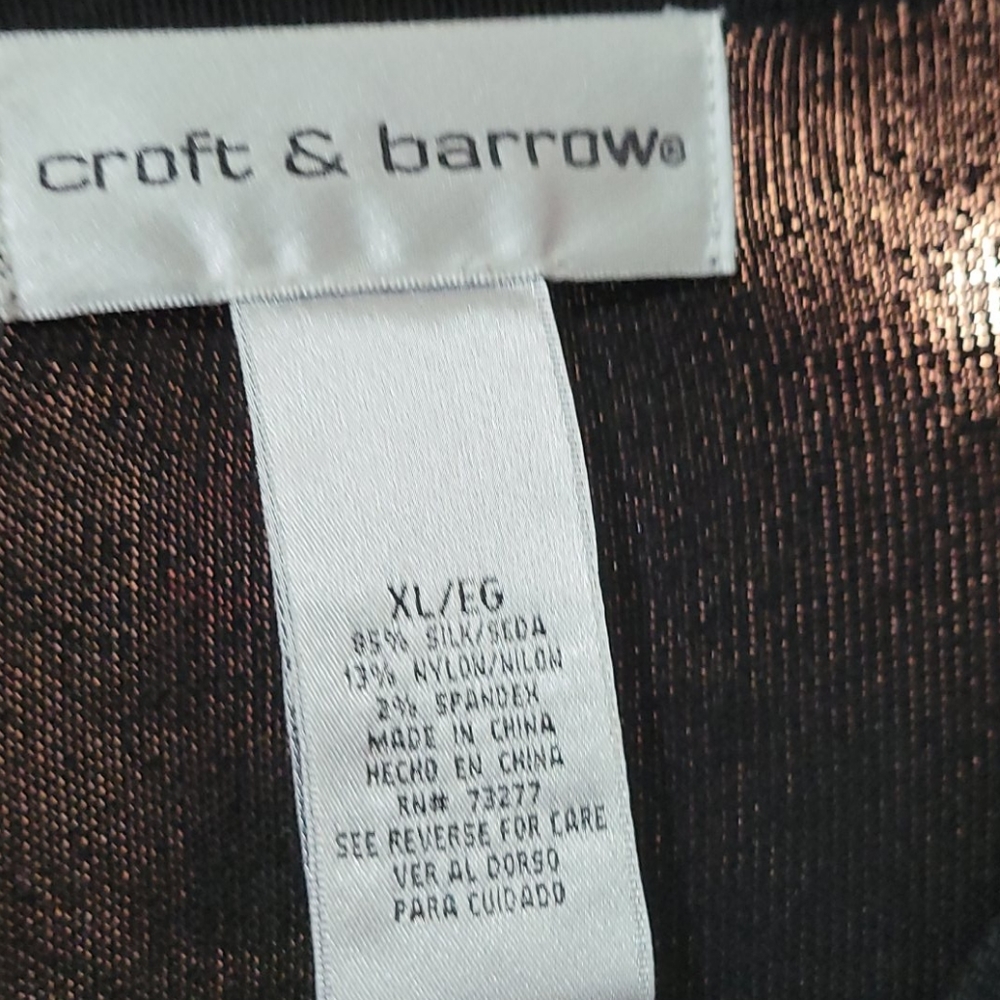 croft & barrow®
XL/EG
85% SILK/SEDA
13% NYLON/NILON
2% SPANDEX
MADE IN CHINA
HECHO EN CHINA
RN# 73277
SEE REVERSE FOR CARE
VER AL DORSO
PARA CUIDADO